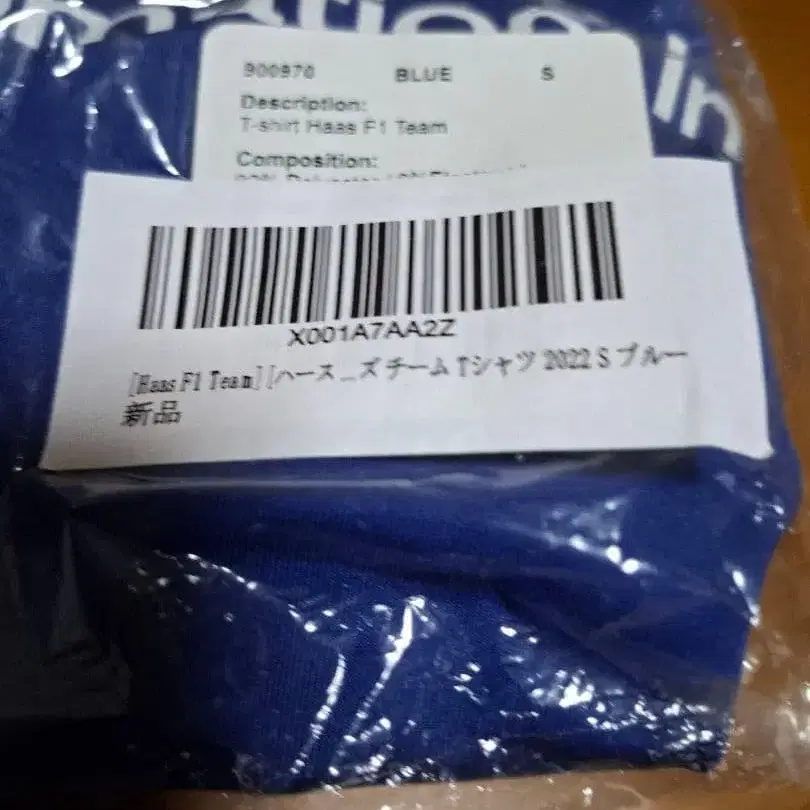 in
900970 BLUE S
Description:
T-shirt Haas F1 Team
Composition:
X001A7AA2Z
[Haas F1 Team] [ハース ... ズ チーム Tシャツ 2022 S ブルー
新品